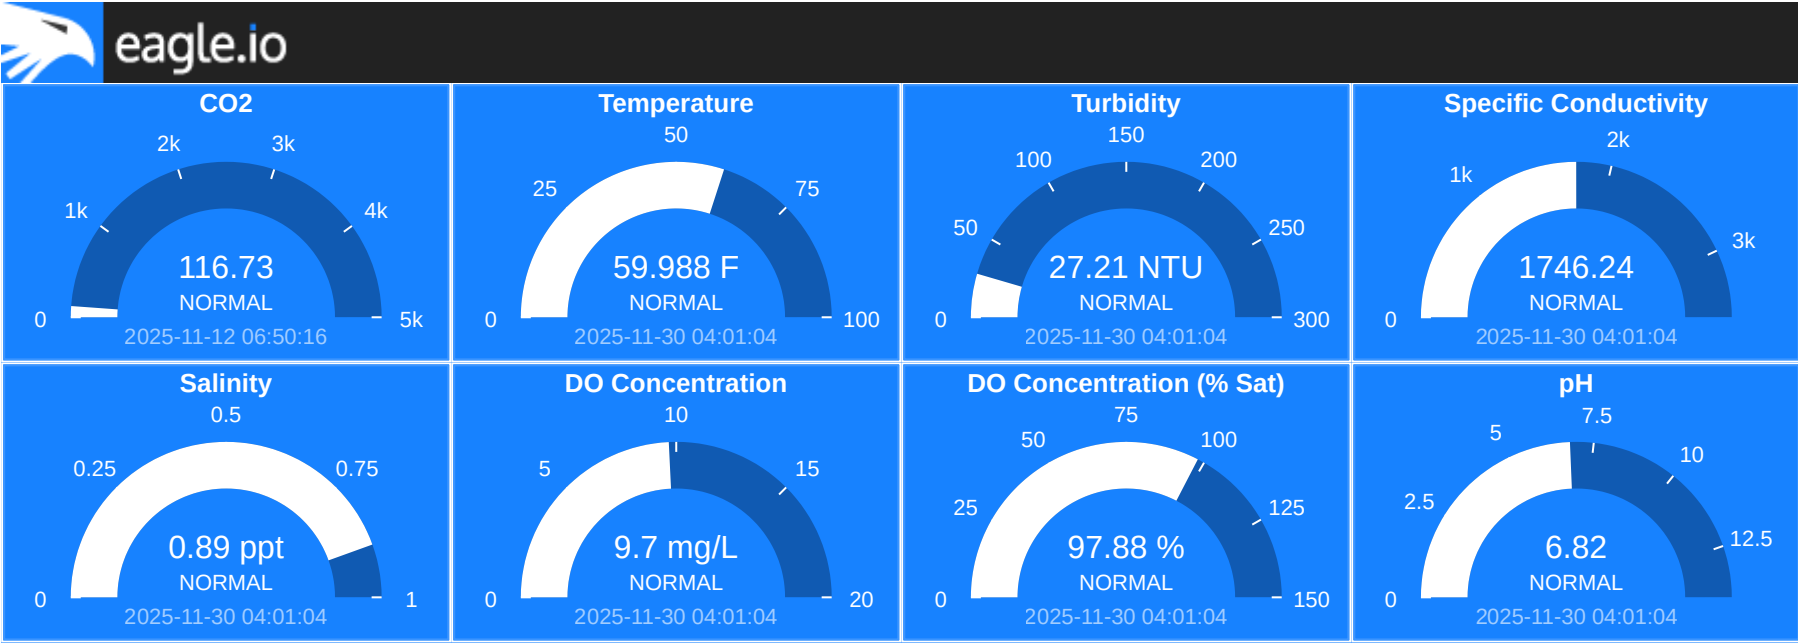 eagle.io
CO2
2k 3k
1k 4k
116.73
NORMAL
0 5k
2025-11-12 06:50:16
Temperature
50
25 75
59.988 F
NORMAL
0 100
2025-11-30 04:01:04
Turbidity
150
100 200
50 250
27.21 NTU
NORMAL
0 300
2025-11-30 04:01:04
Specific Conductivity
2k
1k
3k
1746.24
NORMAL
0
2025-11-30 04:01:04
Salinity
0.5
0.25 0.75
0.89 ppt
NORMAL
0 1
2025-11-30 04:01:04
DO Concentration
10
5 15
9.7 mg/L
NORMAL
0 20
2025-11-30 04:01:04
DO Concentration (% Sat)
75
50 100
25 125
97.88 %
NORMAL
0 150
2025-11-30 04:01:04
pH
7.5
5
10
2.5
12.5
6.82
NORMAL
0
2025-11-30 04:01:04